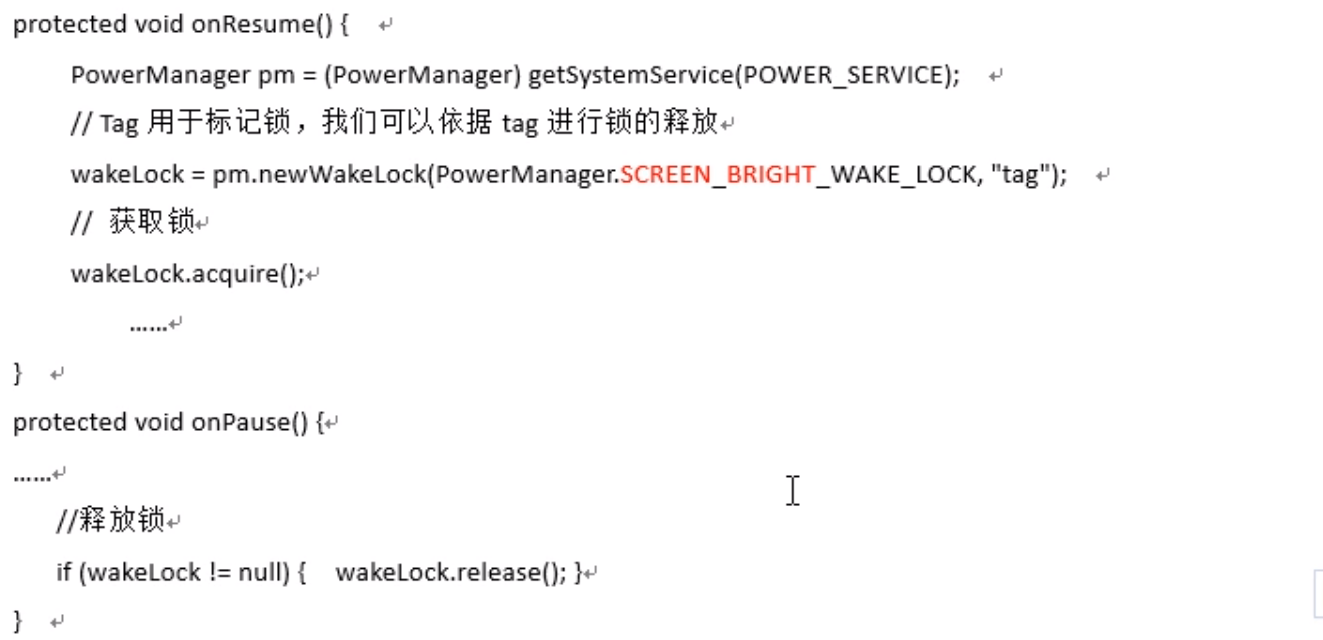 protected void onResume() {
PowerManager pm = (PowerManager) getSystemService(POWER_SERVICE);
// Tag 用于标记锁，我们可以依据 tag 进行锁的释放
wakeLock = pm.newWakeLock(PowerManager.SCREEN_BRIGHT_WAKE_LOCK, "tag");
// 获取锁
wakeLock.acquire();
……
}
protected void onPause() {
……
//释放锁
if (wakeLock != null) { wakeLock.release(); }
}